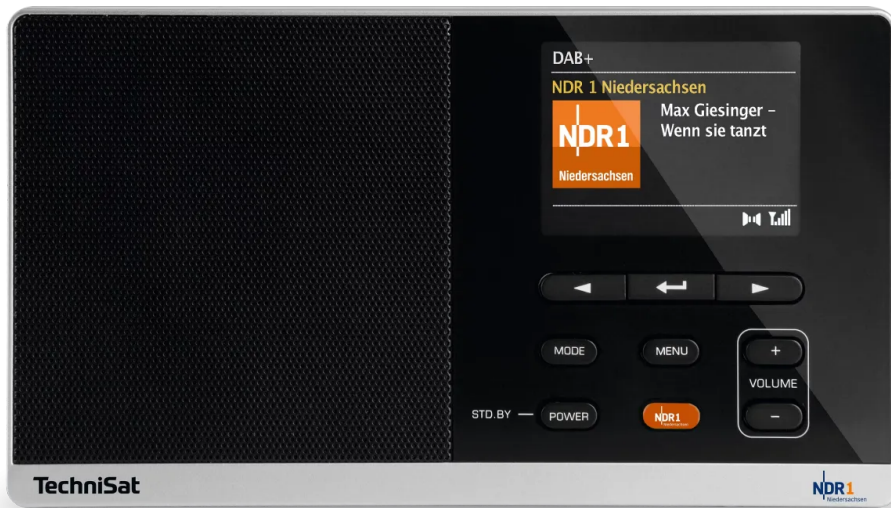 DAB+
NDR 1 Niedersachsen
NDR1
Niedersachsen
Max Giesinger –
Wenn sie tanzt
MODE
MENU
+
VOLUME
STD.BY
POWER
NDR1
Niedersachsen
−
TechniSat
NDR1
Niedersachsen